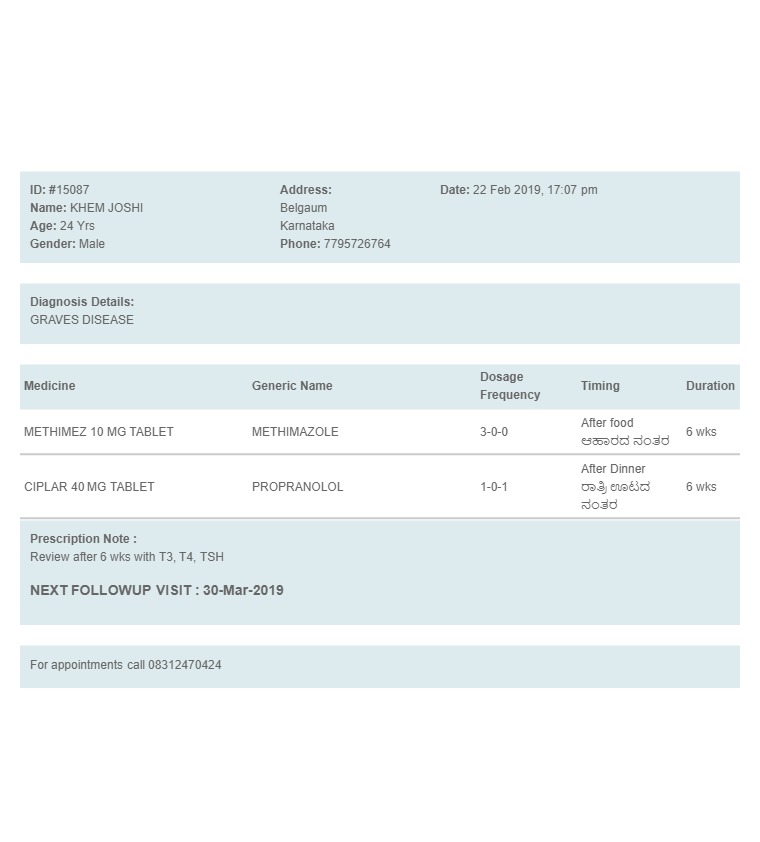 ID: #15087
Name: KHEM JOSHI
Age: 24 Yrs
Gender: Male
Address:
Belgaum
Karnataka
Phone: 7795726764
Date: 22 Feb 2019, 17:07 pm
Diagnosis Details:
GRAVES DISEASE
Medicine Generic Name Dosage Frequency Timing Duration
METHIMEZ 10 MG TABLET METHIMAZOLE 3-0-0 After food 6 wks
ಆಹಾರದ ನಂತರ
CIPLAR 40 MG TABLET PROPRANOLOL 1-0-1 After Dinner 6 wks
ರಾತ್ರಿ ಊಟದ
ನಂತರ
Prescription Note :
Review after 6 wks with T3, T4, TSH
NEXT FOLLOWUP VISIT : 30-Mar-2019
For appointments call 08312470424